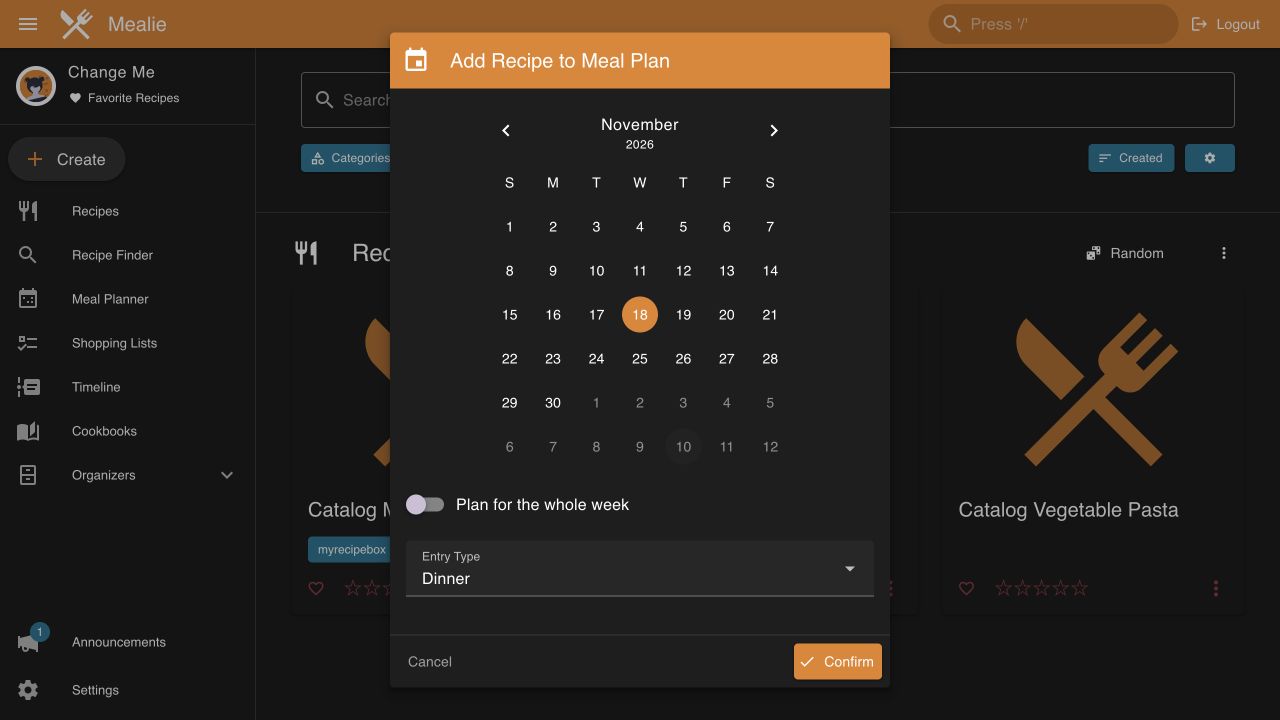 Mealie
Press '/'
Logout
Change Me
Favorite Recipes
Create
Recipes
Recipe Finder
Meal Planner
Shopping Lists
Timeline
Cookbooks
Organizers
1
Announcements
Settings
Search
Categories
Created
Rec
Random
Catalog M
myrecipebox
Catalog Vegetable Pasta
Add Recipe to Meal Plan
November
2026
S M T W T F S
1 2 3 4 5 6 7
8 9 10 11 12 13 14
15 16 17 18 19 20 21
22 23 24 25 26 27 28
29 30 1 2 3 4 5
6 7 8 9 10 11 12
Plan for the whole week
Entry Type
Dinner
Cancel
Confirm